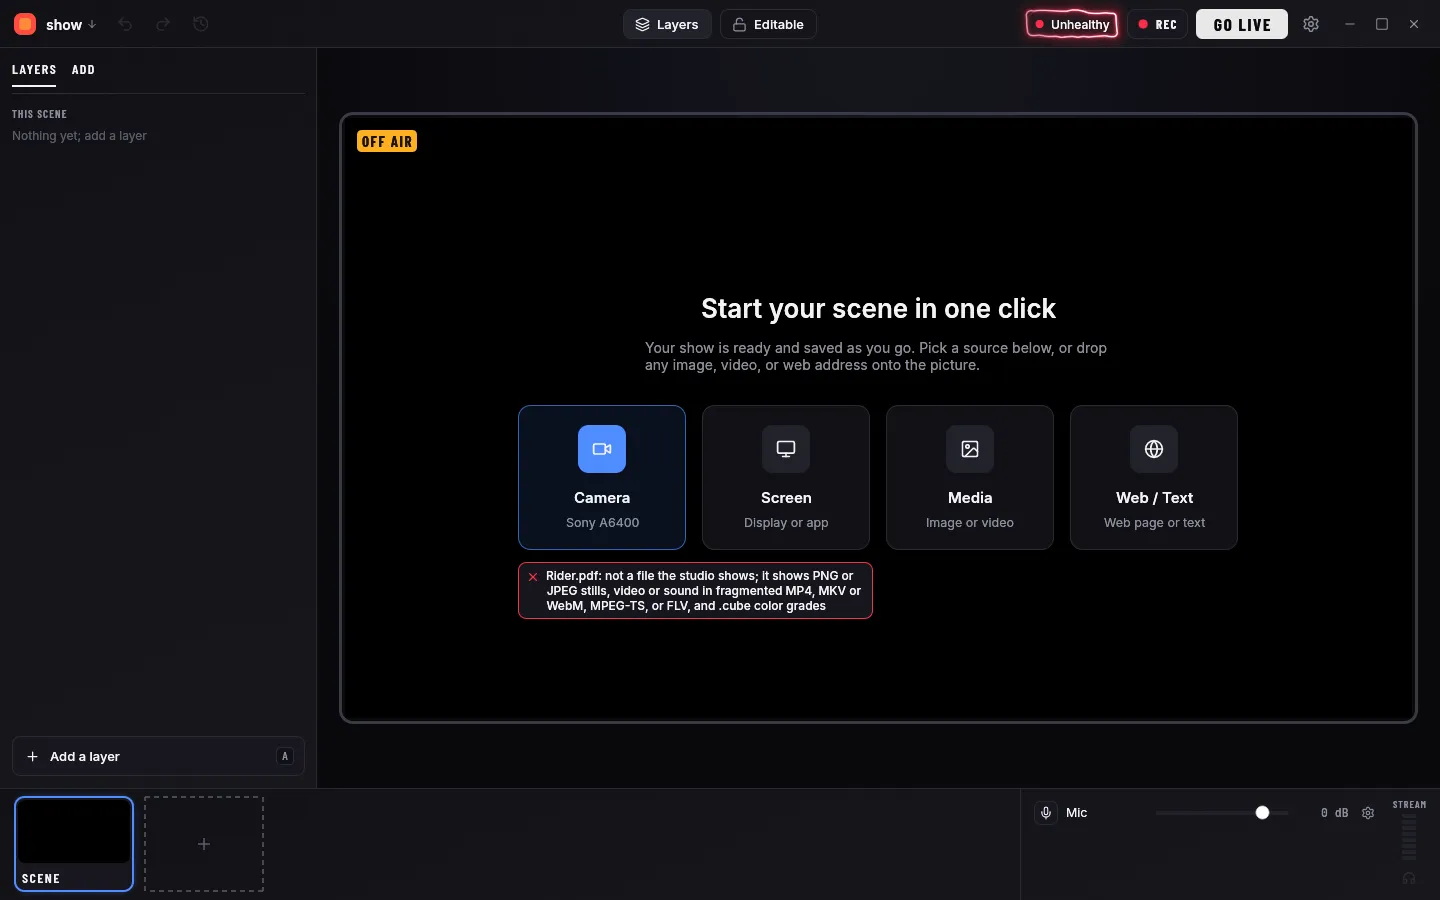 show
Layers
Editable
Unhealthy
REC
GO LIVE
LAYERS
ADD
THIS SCENE
Nothing yet; add a layer
OFF AIR
Start your scene in one click
Your show is ready and saved as you go. Pick a source below, or drop
any image, video, or web address onto the picture.
Camera
Sony A6400
Screen
Display or app
Media
Image or video
Web / Text
Web page or text
Rider.pdf: not a file the studio shows; it shows PNG or
JPEG stills, video or sound in fragmented MP4, MKV or
WebM, MPEG-TS, or FLV, and .cube color grades
Add a layer
A
SCENE
Mic
0 dB
STREAM